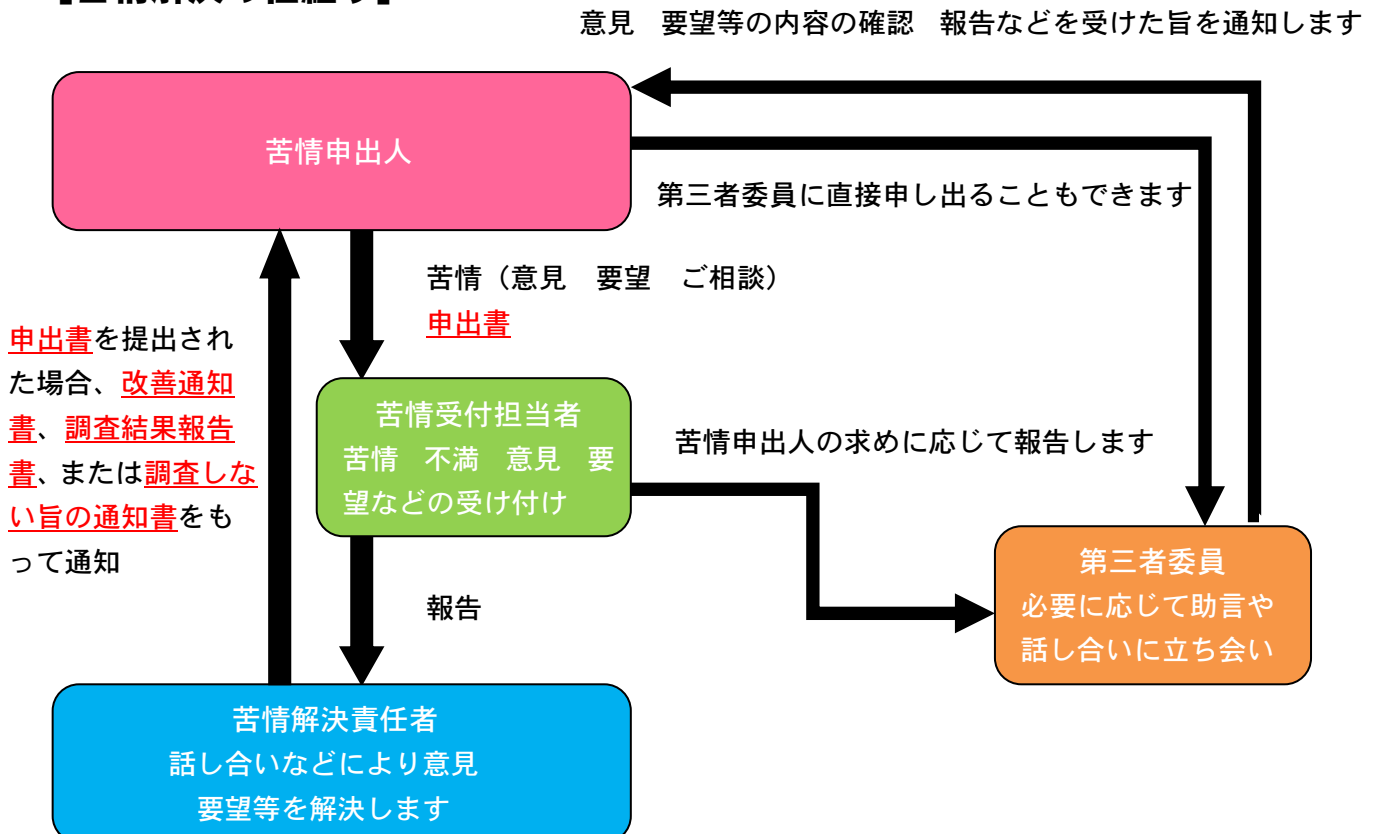 【苦情解決の仕組み】
意見　要望等の内容の確認　報告などを受けた旨を通知します
苦情申出人
第三者委員に直接申し出ることもできます
苦情（意見　要望　ご相談）
申出書
申出書を提出され
た場合、改善通知
書、調査結果報告
書、または調査しな
い旨の通知書をも
って通知
苦情受付担当者
苦情　不満　意見　要
望などの受け付け
苦情申出人の求めに応じて報告します
第三者委員
必要に応じて助言や
話し合いに立ち会い
報告
苦情解決責任者
話し合いなどにより意見
要望等を解決します